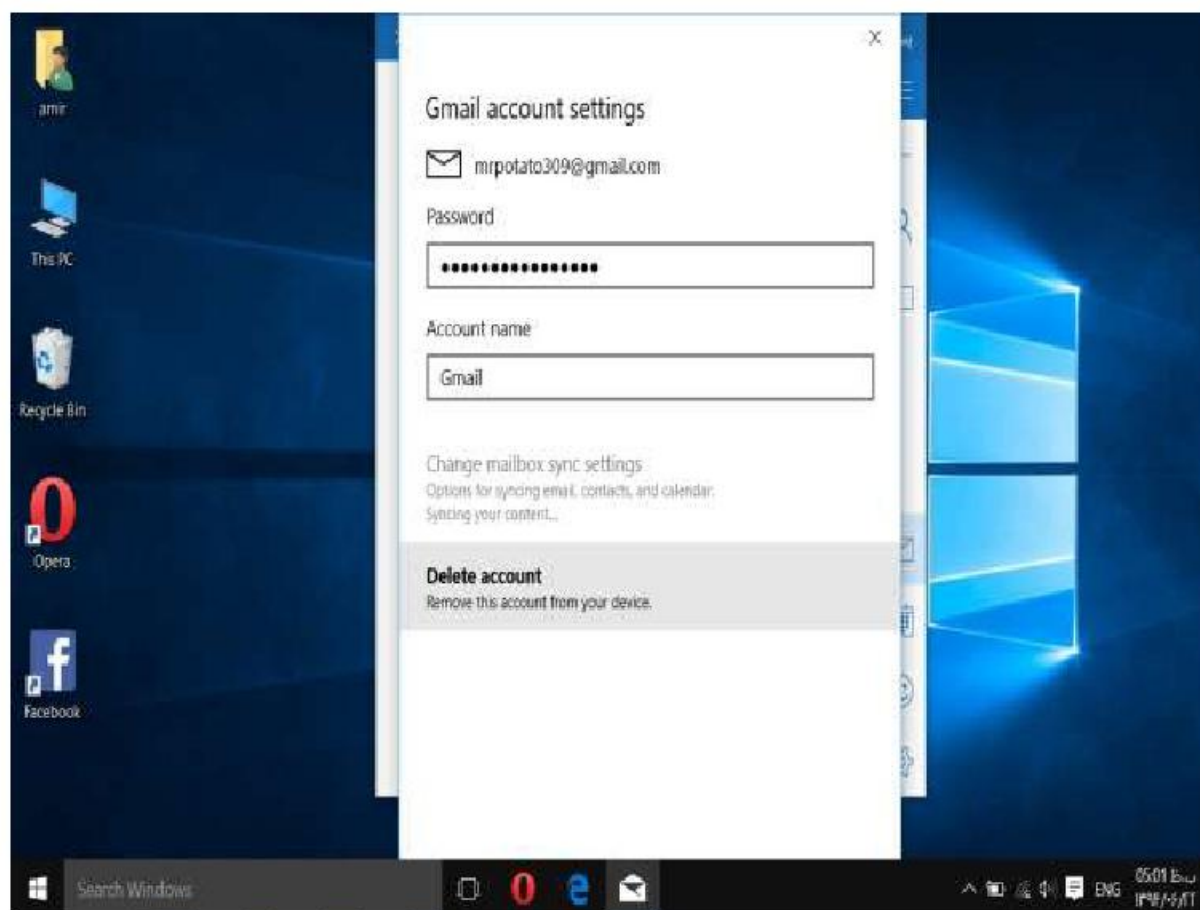 amir
This PC
Recycle Bin
Opera
Facebook
Gmail account settings
mrpotato309@gmail.com
Password
••••••••••••••••
Account name
Gmail
Change mailbox sync settings
Options for syncing email, contacts, and calendar.
Syncing your content...
Delete account
Remove this account from your device.
Search Windows
ENG
05:01